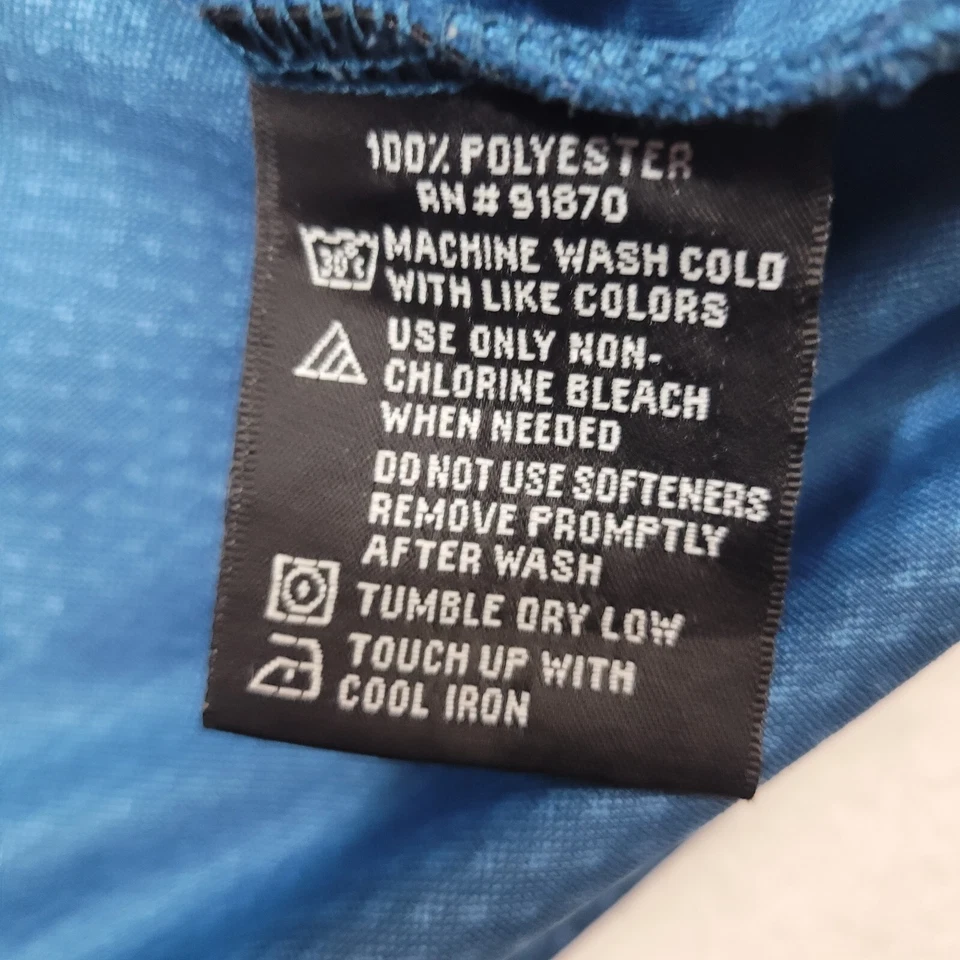 100% POLYESTER
RN# 91870
30°C MACHINE WASH COLD
WITH LIKE COLORS
USE ONLY NON-
CHLORINE BLEACH
WHEN NEEDED
DO NOT USE SOFTENERS
REMOVE PROMPTLY
AFTER WASH
TUMBLE DRY LOW
TOUCH UP WITH
COOL IRON